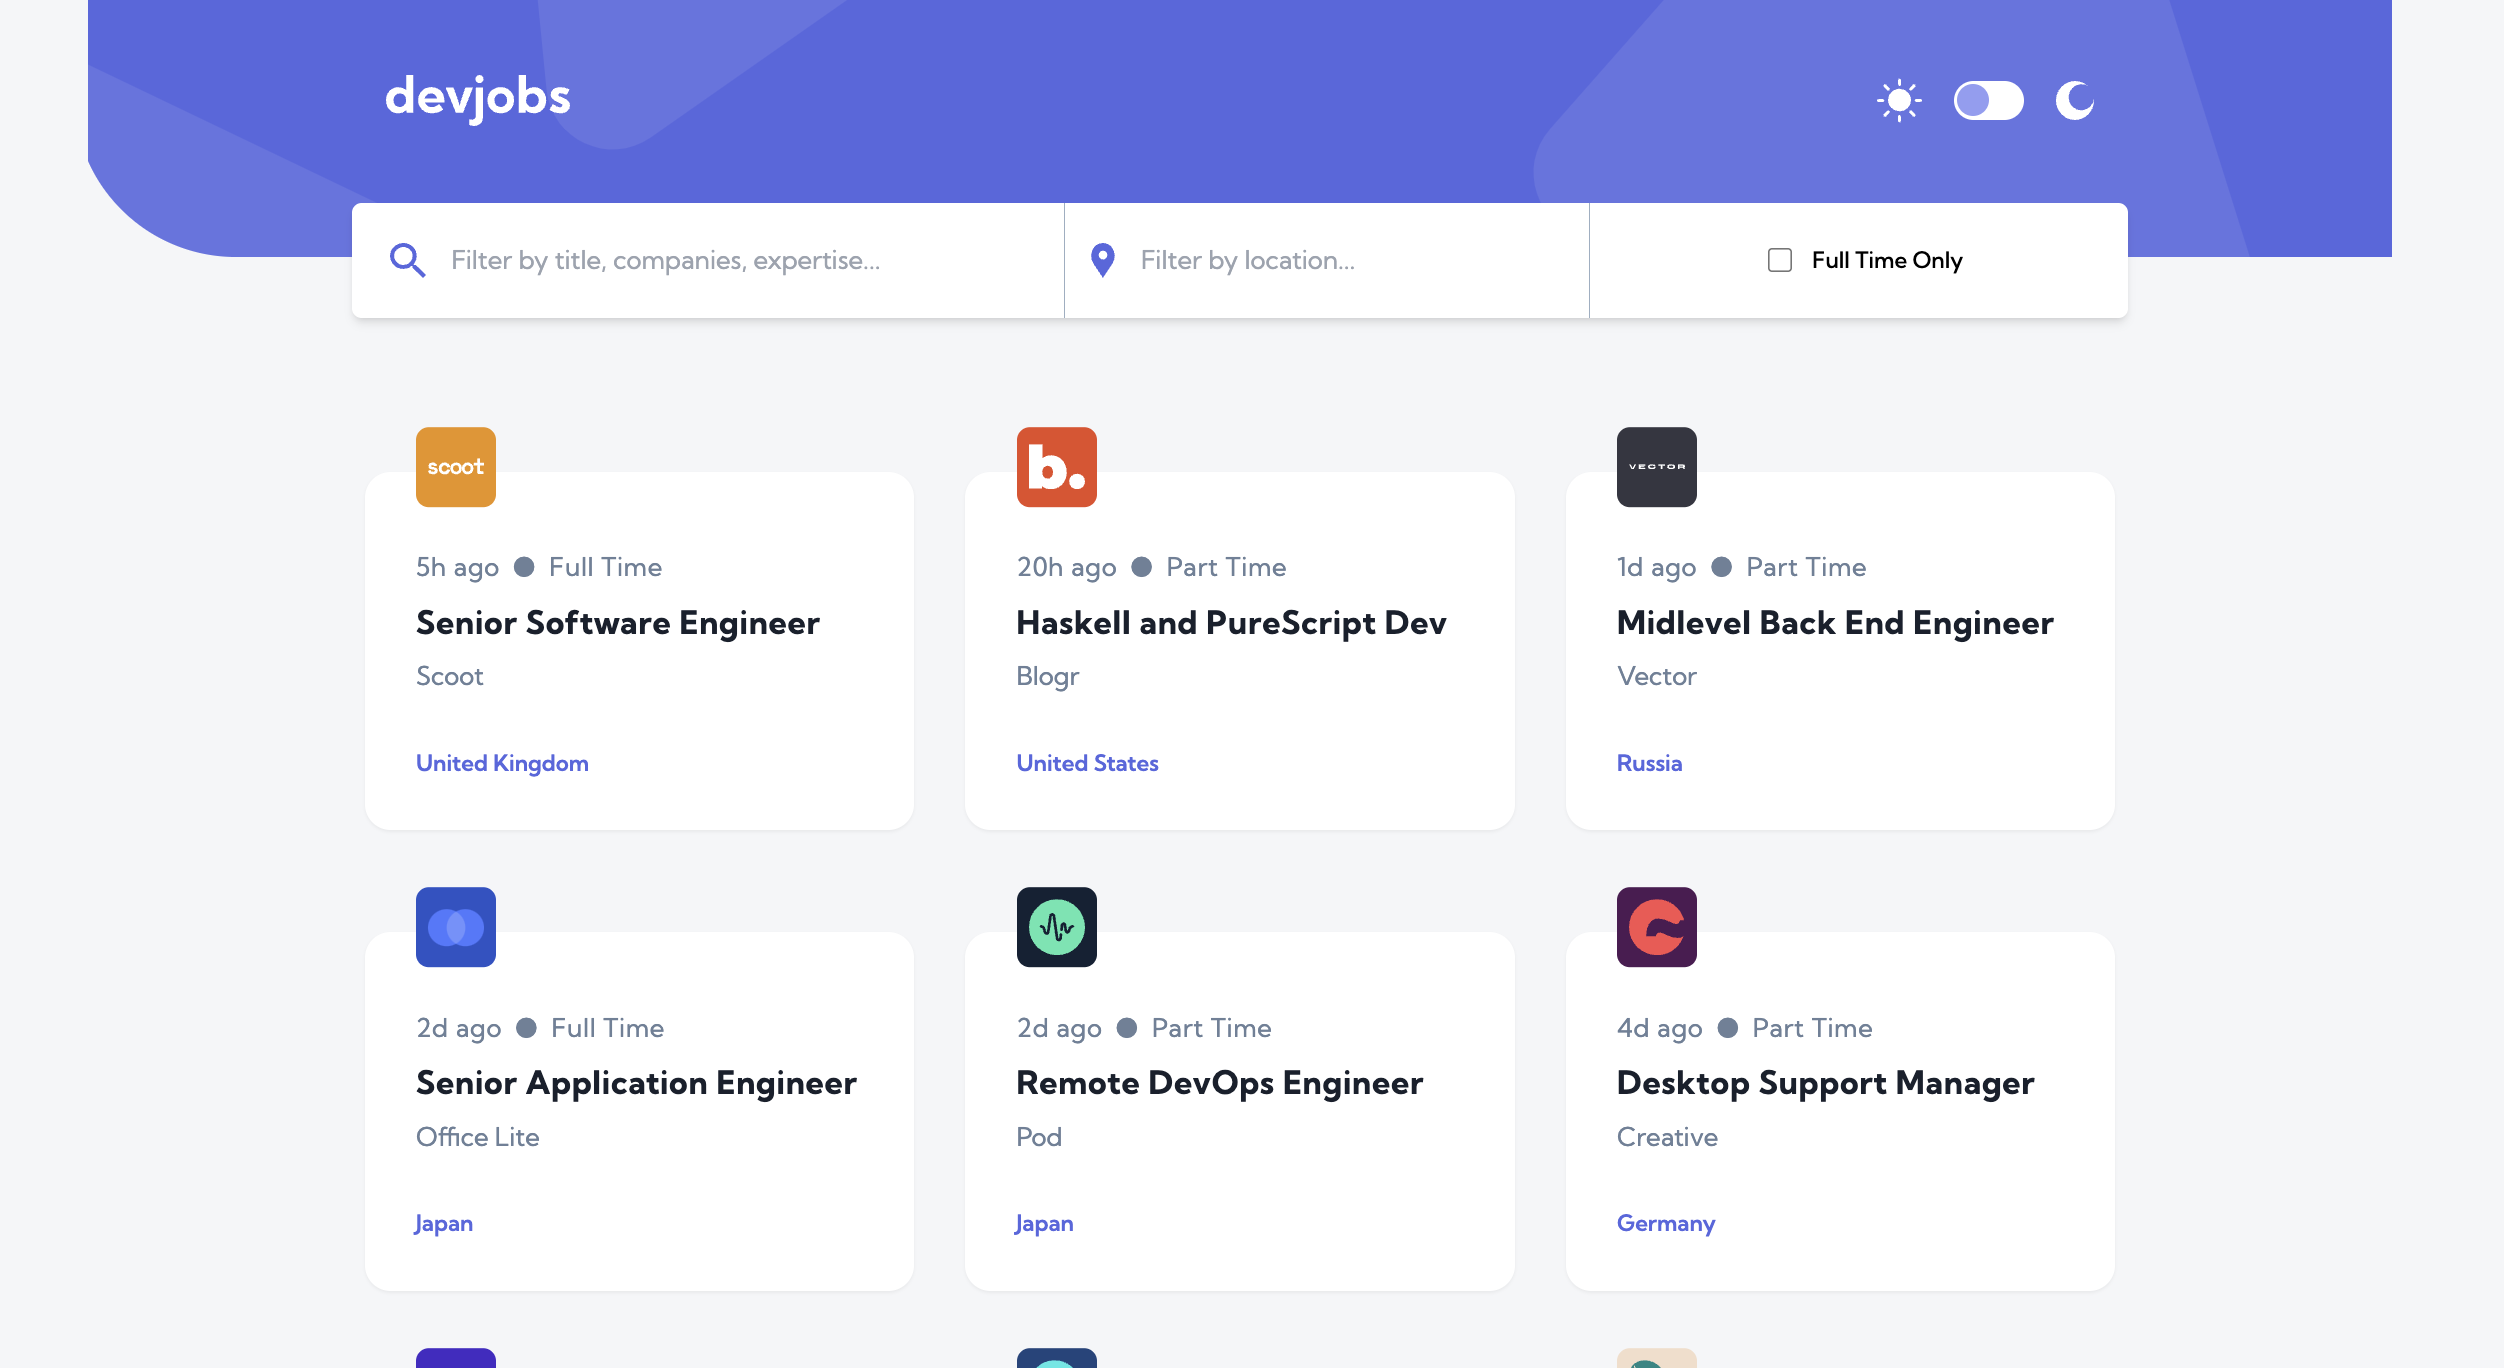 devjobs
Filter by title, companies, expertise...
Filter by location...
Full Time Only
scoot
5h ago Full Time
Senior Software Engineer
Scoot
United Kingdom
b.
20h ago Part Time
Haskell and PureScript Dev
Blogr
United States
VECTOR
1d ago Part Time
Midlevel Back End Engineer
Vector
Russia
2d ago Full Time
Senior Application Engineer
Office Lite
Japan
2d ago Part Time
Remote DevOps Engineer
Pod
Japan
4d ago Part Time
Desktop Support Manager
Creative
Germany